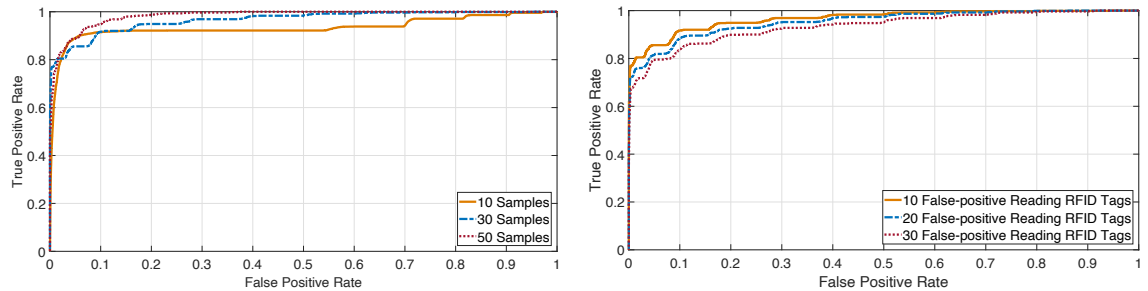 1
0.8
0.6
0.4
0.2
0
True Positive Rate
0 0.1 0.2 0.3 0.4 0.5 0.6 0.7 0.8 0.9 1
False Positive Rate
10 Samples
30 Samples
50 Samples
1
0.8
0.6
0.4
0.2
0
True Positive Rate
0 0.1 0.2 0.3 0.4 0.5 0.6 0.7 0.8 0.9 1
False Positive Rate
10 False-positive Reading RFID Tags
20 False-positive Reading RFID Tags
30 False-positive Reading RFID Tags